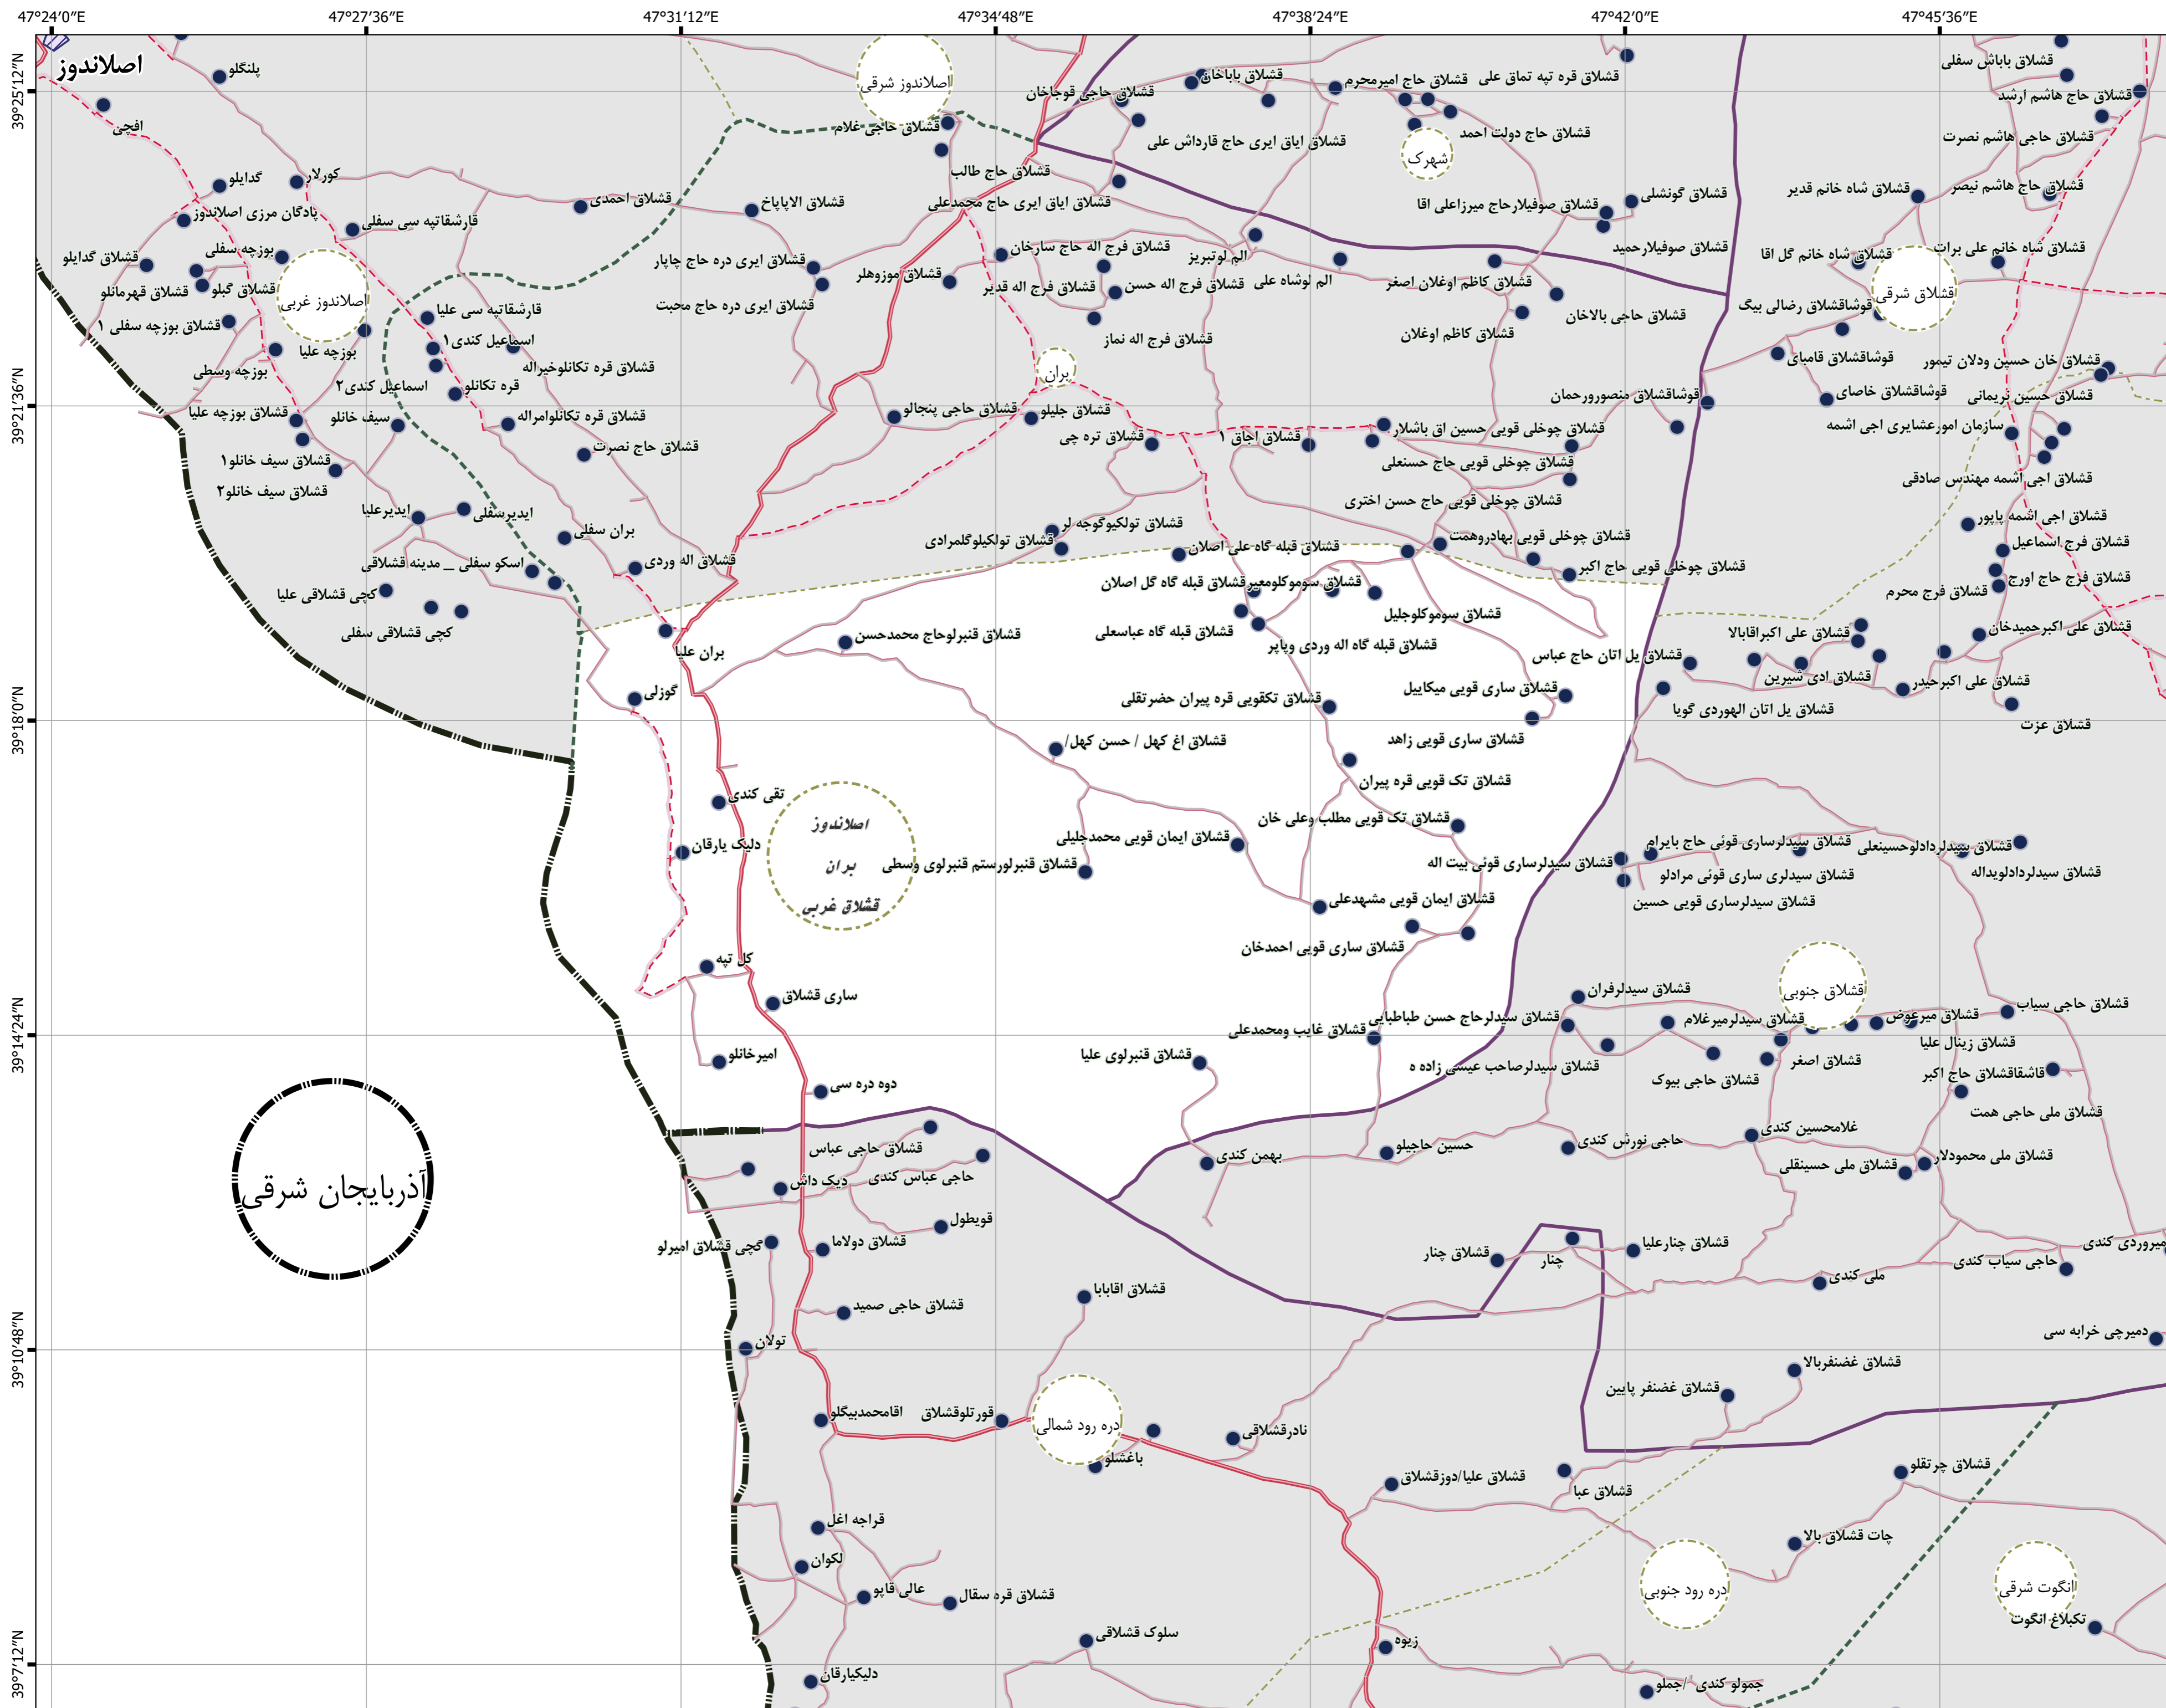 47°24′0″E
47°27′36″E
47°31′12″E
47°34′48″E
47°38′24″E
47°42′0″E
47°45′36″E
39°25′12″N
39°21′36″N
39°18′0″N
39°14′24″N
39°10′48″N
39°7′12″N
اصلاندوز
پلنگلو
افچی
اصلاندوز شرقی
قشلاق حاجی غلام
قشلاق حاجی قوجاخان
قشلاق باباخان
قشلاق حاج امیرمحرم
قشلاق قره تپه تماق علی
قشلاق باباش سفلی
قشلاق حاج هاشم ارشد
قشلاق ایاق ایری حاج قارداش علی
قشلاق حاج دولت احمد
شهرک
قشلاق حاجی هاشم نصرت
گدایلو
کورلار
قشلاق حاج طالب
قشلاق احمدی
قشلاق الاپاپاخ
قشلاق ایاق ایری حاج محمدعلی
قشلاق گونشلی
قشلاق صوفیلارحاج میرزاعلی اقا
قشلاق شاه خانم قدیر
قشلاق حاج هاشم نیصر
پادگان مرزی اصلاندوز
قارشقاتپه سی سفلی
قشلاق گدایلو
بوزچه سفلی
قشلاق ایری دره حاج چاپار
قشلاق فرج اله حاج سارخان
الم لوتبریز
قشلاق صوفیلارحمید
قشلاق شاه خانم گل اقا
قشلاق شاه خانم علی برات
قشلاق قهرمانلو
قشلاق گبلو
اصلاندوز غربی
قشلاق ایری دره حاج محبت
قشلاق موزوهلر
قشلاق فرج اله قدیر
قشلاق فرج اله حسن
الم لوشاه علی
قشلاق کاظم اوغلان اصغر
قشلاق شرقی
قشلاق بوزچه سفلی ۱
قارشقاتپه سی علیا
قشلاق حاجی بالاخان
قوشاقشلاق رضالی بیگ
بوزچه علیا
اسماعیل کندی۱
قشلاق فرج اله نماز
قشلاق کاظم اوغلان
بوزچه وسطی
قشلاق قره تکانلوخیراله
بران
قوشاقشلاق قامبای
قشلاق خان حسین ودلان تیمور
اسماعیل کندی۲
قره تکانلو
قوشاقشلاق منصورورحمان
قوشاقشلاق خاصای
قشلاق حسین نریمانی
قشلاق بوزچه علیا
سیف خانلو
قشلاق قره تکانلوامراله
قشلاق حاجی پنجالو
قشلاق جلیلو
قشلاق تره چی
قشلاق اجاق ۱
قشلاق چوخلی قویی حسین اق باشلار
سازمان امورعشایری اجی اشمه
قشلاق سیف خانلو۱
قشلاق حاج نصرت
قشلاق چوخلی قویی حاج حسنعلی
قشلاق سیف خانلو۲
قشلاق چوخلی قویی حاج حسن اختری
قشلاق اجی اشمه مهندس صادقی
ایدیرعلیا
ایدیرسفلی
بران سفلی
قشلاق تولکیوگوجه لر
قشلاق چوخلی قویی بهادروهمت
قشلاق اجی اشمه پاپور
قشلاق تولکیلوگلمرادی
قشلاق قبله گاه علی اصلان
قشلاق فرج اسماعیل
اسکو سفلی _ مدینه قشلاقی
قشلاق اله وردی
قشلاق چوخلی قویی حاج اکبر
کچی قشلاقی علیا
قشلاق قبله گاه گل اصلان
قشلاق سوموکلومعیر
قشلاق فرج حاج اورج
قشلاق فرج محرم
کچی قشلاقی سفلی
قشلاق قنبرلوحاج محمدحسن
قشلاق قبله گاه عباسعلی
قشلاق سوموکلوجلیل
قشلاق علی اکبراقابالا
قشلاق علی اکبرحمیدخان
بران علیا
قشلاق قبله گاه اله وردی وپاپر
قشلاق یل اتان حاج عباس
گوزلی
قشلاق تکقویی قره پیران حضرتقلی
قشلاق ساری قویی میکاییل
قشلاق ادی شیرین
قشلاق علی اکبرحیدر
قشلاق یل اتان الهوردی گویا
قشلاق عزت
قشلاق اغ کهل / حسن کهل/
قشلاق ساری قویی زاهد
تقی کندی
قشلاق تک قویی قره پیران
اصلاندوز
بران
قشلاق غربی
دلیک یارقان
قشلاق تک قویی مطلب وعلی خان
قشلاق ایمان قویی محمدجلیلی
قشلاق سیدلرساری قوئی حاج بایرام
قشلاق سیدلردادلوحسینعلی
قشلاق قنبرلورستم قنبرلوی وسطی
قشلاق سیدلرساری قوئی بیت اله
قشلاق سیدلری ساری قوئی مرادلو
قشلاق سیدلردادلویداله
قشلاق ایمان قویی مشهدعلی
قشلاق سیدلرساری قویی حسین
قشلاق ساری قویی احمدخان
کل تپه
ساری قشلاق
قشلاق سیدلرفران
قشلاق جنوبی
قشلاق حاجی سیاب
قشلاق غایب ومحمدعلی
قشلاق سیدلرحاج حسن طباطبایی
قشلاق سیدلرمیرغلام
قشلاق میرعوض
قشلاق زینال علیا
امیرخانلو
قشلاق قنبرلوی علیا
قشلاق سیدلرصاحب عیسی زاده ه
قشلاق حاجی بیوک
قشلاق اصغر
قاشقاقشلاق حاج اکبر
دوه دره سی
قشلاق ملی حاجی همت
آذربایجان شرقی
قشلاق حاجی عباس
حسین حاجیلو
حاجی نورش کندی
غلامحسین کندی
دیک داش
حاجی عباس کندی
بهمن کندی
قشلاق ملی حسینقلی
قشلاق ملی محمودلار
قویطول
گچی قشلاق امیرلو
قشلاق دولاما
قشلاق چنار
چنار
قشلاق چنارعلیا
حاجی سیاب کندی
میروردی کندی
قشلاق اقابابا
ملی کندی
قشلاق حاجی صمید
تولان
دمیرچی خرابه سی
قشلاق غضنفربالا
قشلاق غضنفر پایین
اقامحمدبیگلو
قورتلوقشلاق
دره رود شمالی
نادرقشلاقی
باغشلو
قشلاق علیا/دوزقشلاق
قشلاق عبا
قشلاق چرتقلو
قراجه اغل
چات قشلاق بالا
لکوان
عالی قاپو
قشلاق قره سقال
دره رود جنوبی
انگوت شرقی
تکبلاغ انگوت
سلوک قشلاقی
زیوه
دلیکیارقان
جمولو کندی /جملو